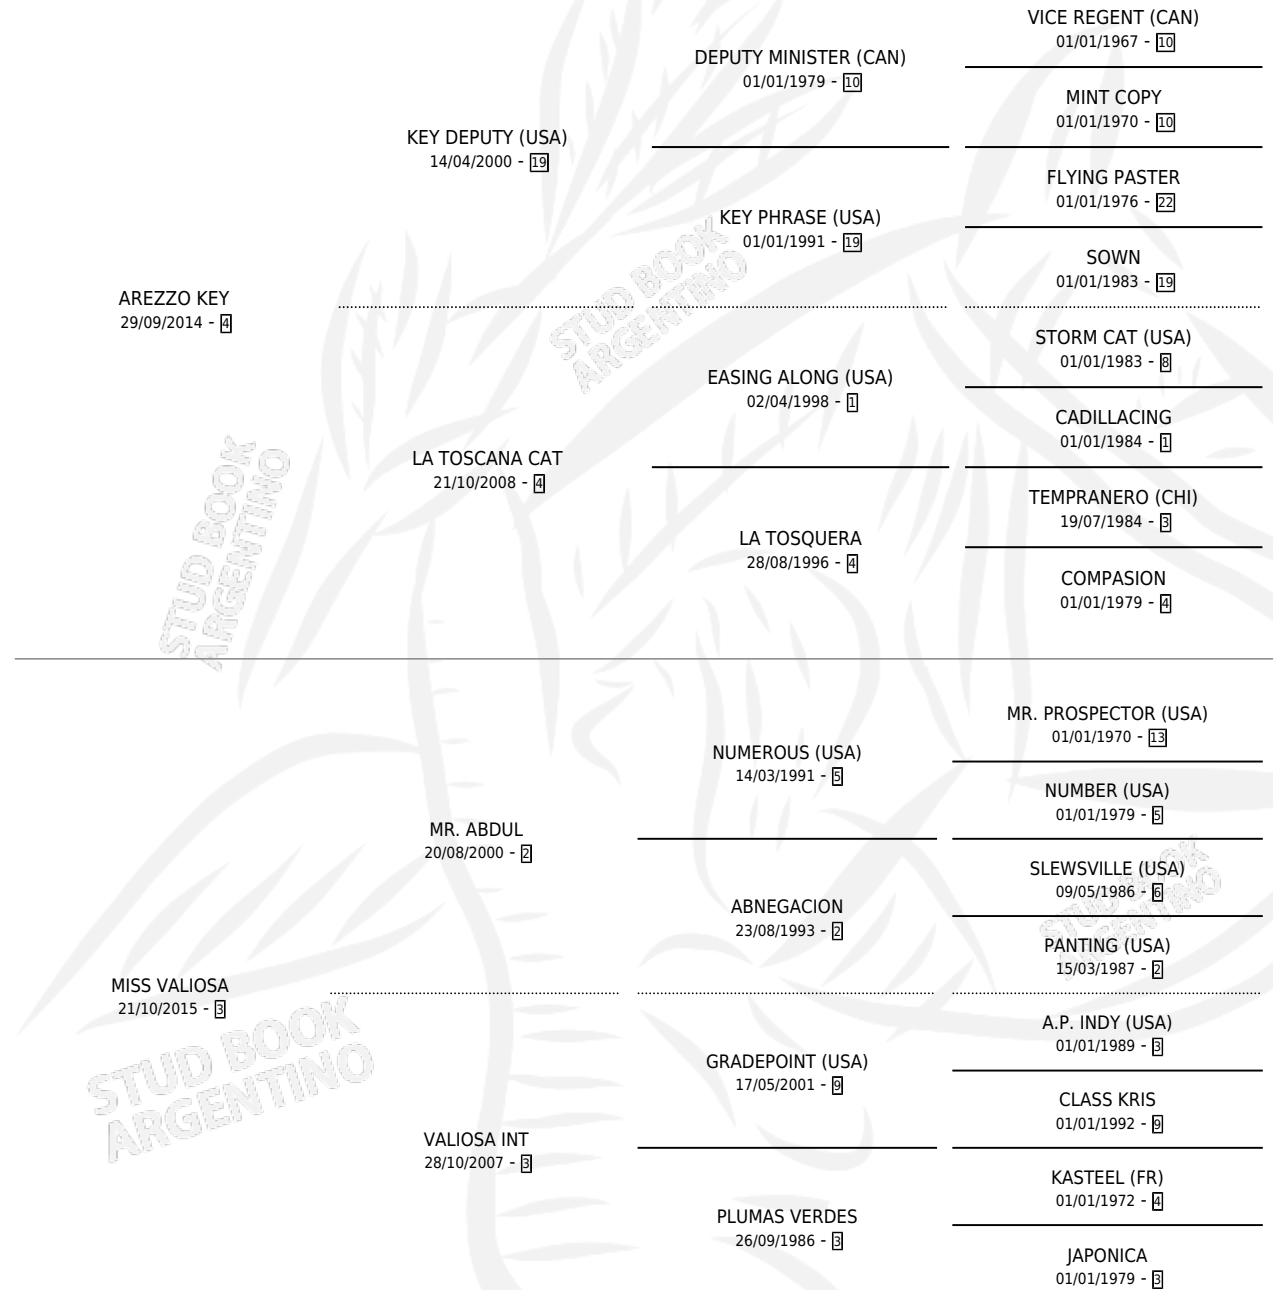 VICE REGENT (CAN)
01/01/1967 - 10
DEPUTY MINISTER (CAN)
01/01/1979 - 10
MINT COPY
01/01/1970 - 10
KEY DEPUTY (USA)
14/04/2000 - 19
FLYING PASTER
01/01/1976 - 22
KEY PHRASE (USA)
01/01/1991 - 19
SOWN
01/01/1983 - 19
AREZZO KEY
29/09/2014 - 4
STORM CAT (USA)
01/01/1983 - 8
EASING ALONG (USA)
02/04/1998 - 1
CADILLACING
01/01/1984 - 1
LA TOSCANA CAT
21/10/2008 - 4
TEMPRANERO (CHI)
19/07/1984 - 3
LA TOSQUERA
28/08/1996 - 4
COMPASION
01/01/1979 - 4
STUD BOOK
ARGENTINO
STUD BOOK
ARGENTINO
MR. PROSPECTOR (USA)
01/01/1970 - 13
NUMEROUS (USA)
14/03/1991 - 5
NUMBER (USA)
01/01/1979 - 5
MR. ABDUL
20/08/2000 - 2
SLEWSVILLE (USA)
09/05/1986 - 6
ABNEGACION
23/08/1993 - 2
PANTING (USA)
15/03/1987 - 2
MISS VALIOSA
21/10/2015 - 3
A.P. INDY (USA)
01/01/1989 - 3
GRADEPOINT (USA)
17/05/2001 - 9
CLASS KRIS
01/01/1992 - 9
VALIOSA INT
28/10/2007 - 3
KASTEEL (FR)
01/01/1972 - 4
PLUMAS VERDES
26/09/1986 - 3
JAPONICA
01/01/1979 - 3
STUD BOOK
ARGENTINO
STUD BOOK
ARGENTINO